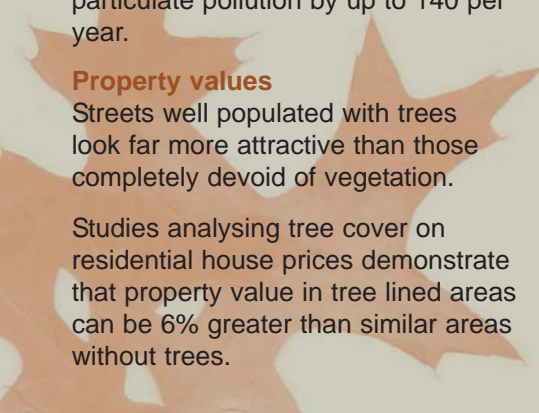 particulate pollution by up to 140 per
year.
Property values
Streets well populated with trees
look far more attractive than those
completely devoid of vegetation.
Studies analysing tree cover on
residential house prices demonstrate
that property value in tree lined areas
can be 6% greater than similar areas
without trees.